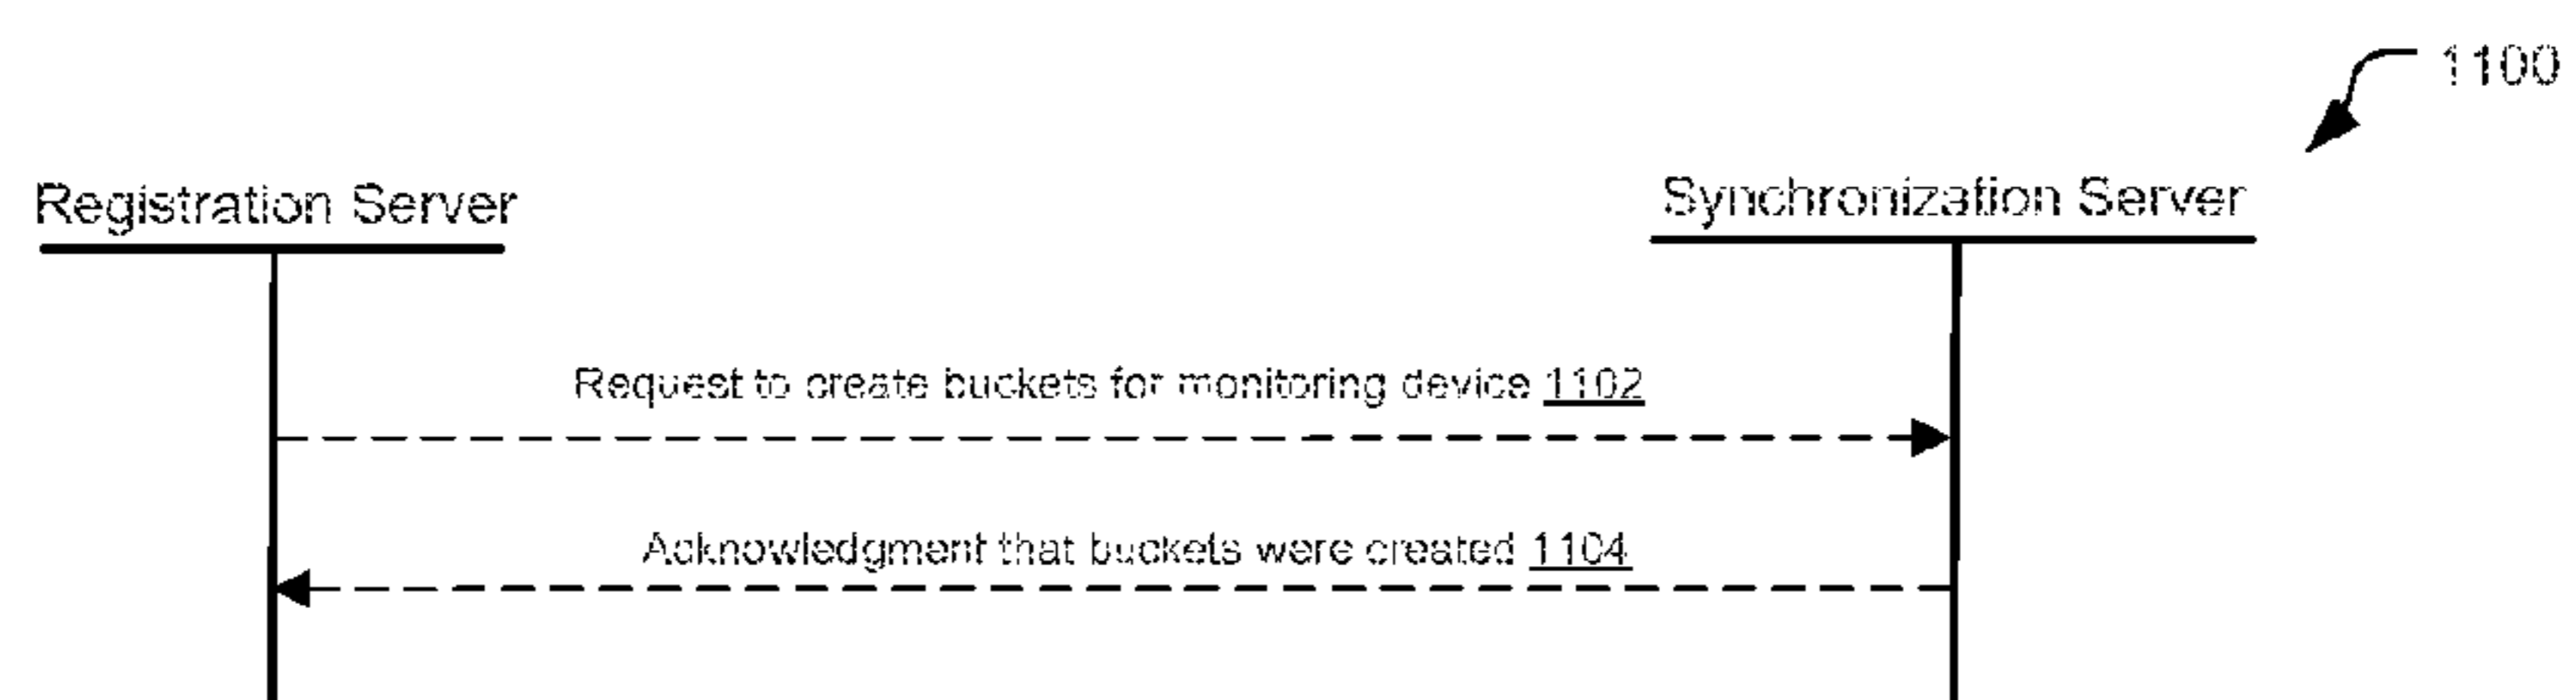 1100
Registration Server
Synchronization Server
Request to create buckets for monitoring device 1102
Acknowledgment that buckets were created 1104